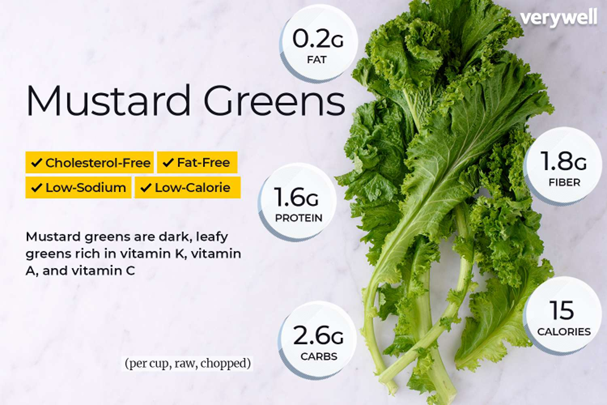 verywell
0.2G
FAT
Mustard Greens
Cholesterol-Free
Fat-Free
Low-Sodium
Low-Calorie
1.8G
FIBER
1.6G
PROTEIN
Mustard greens are dark, leafy
greens rich in vitamin K, vitamin
A, and vitamin C
15
CALORIES
2.6G
CARBS
(per cup, raw, chopped)